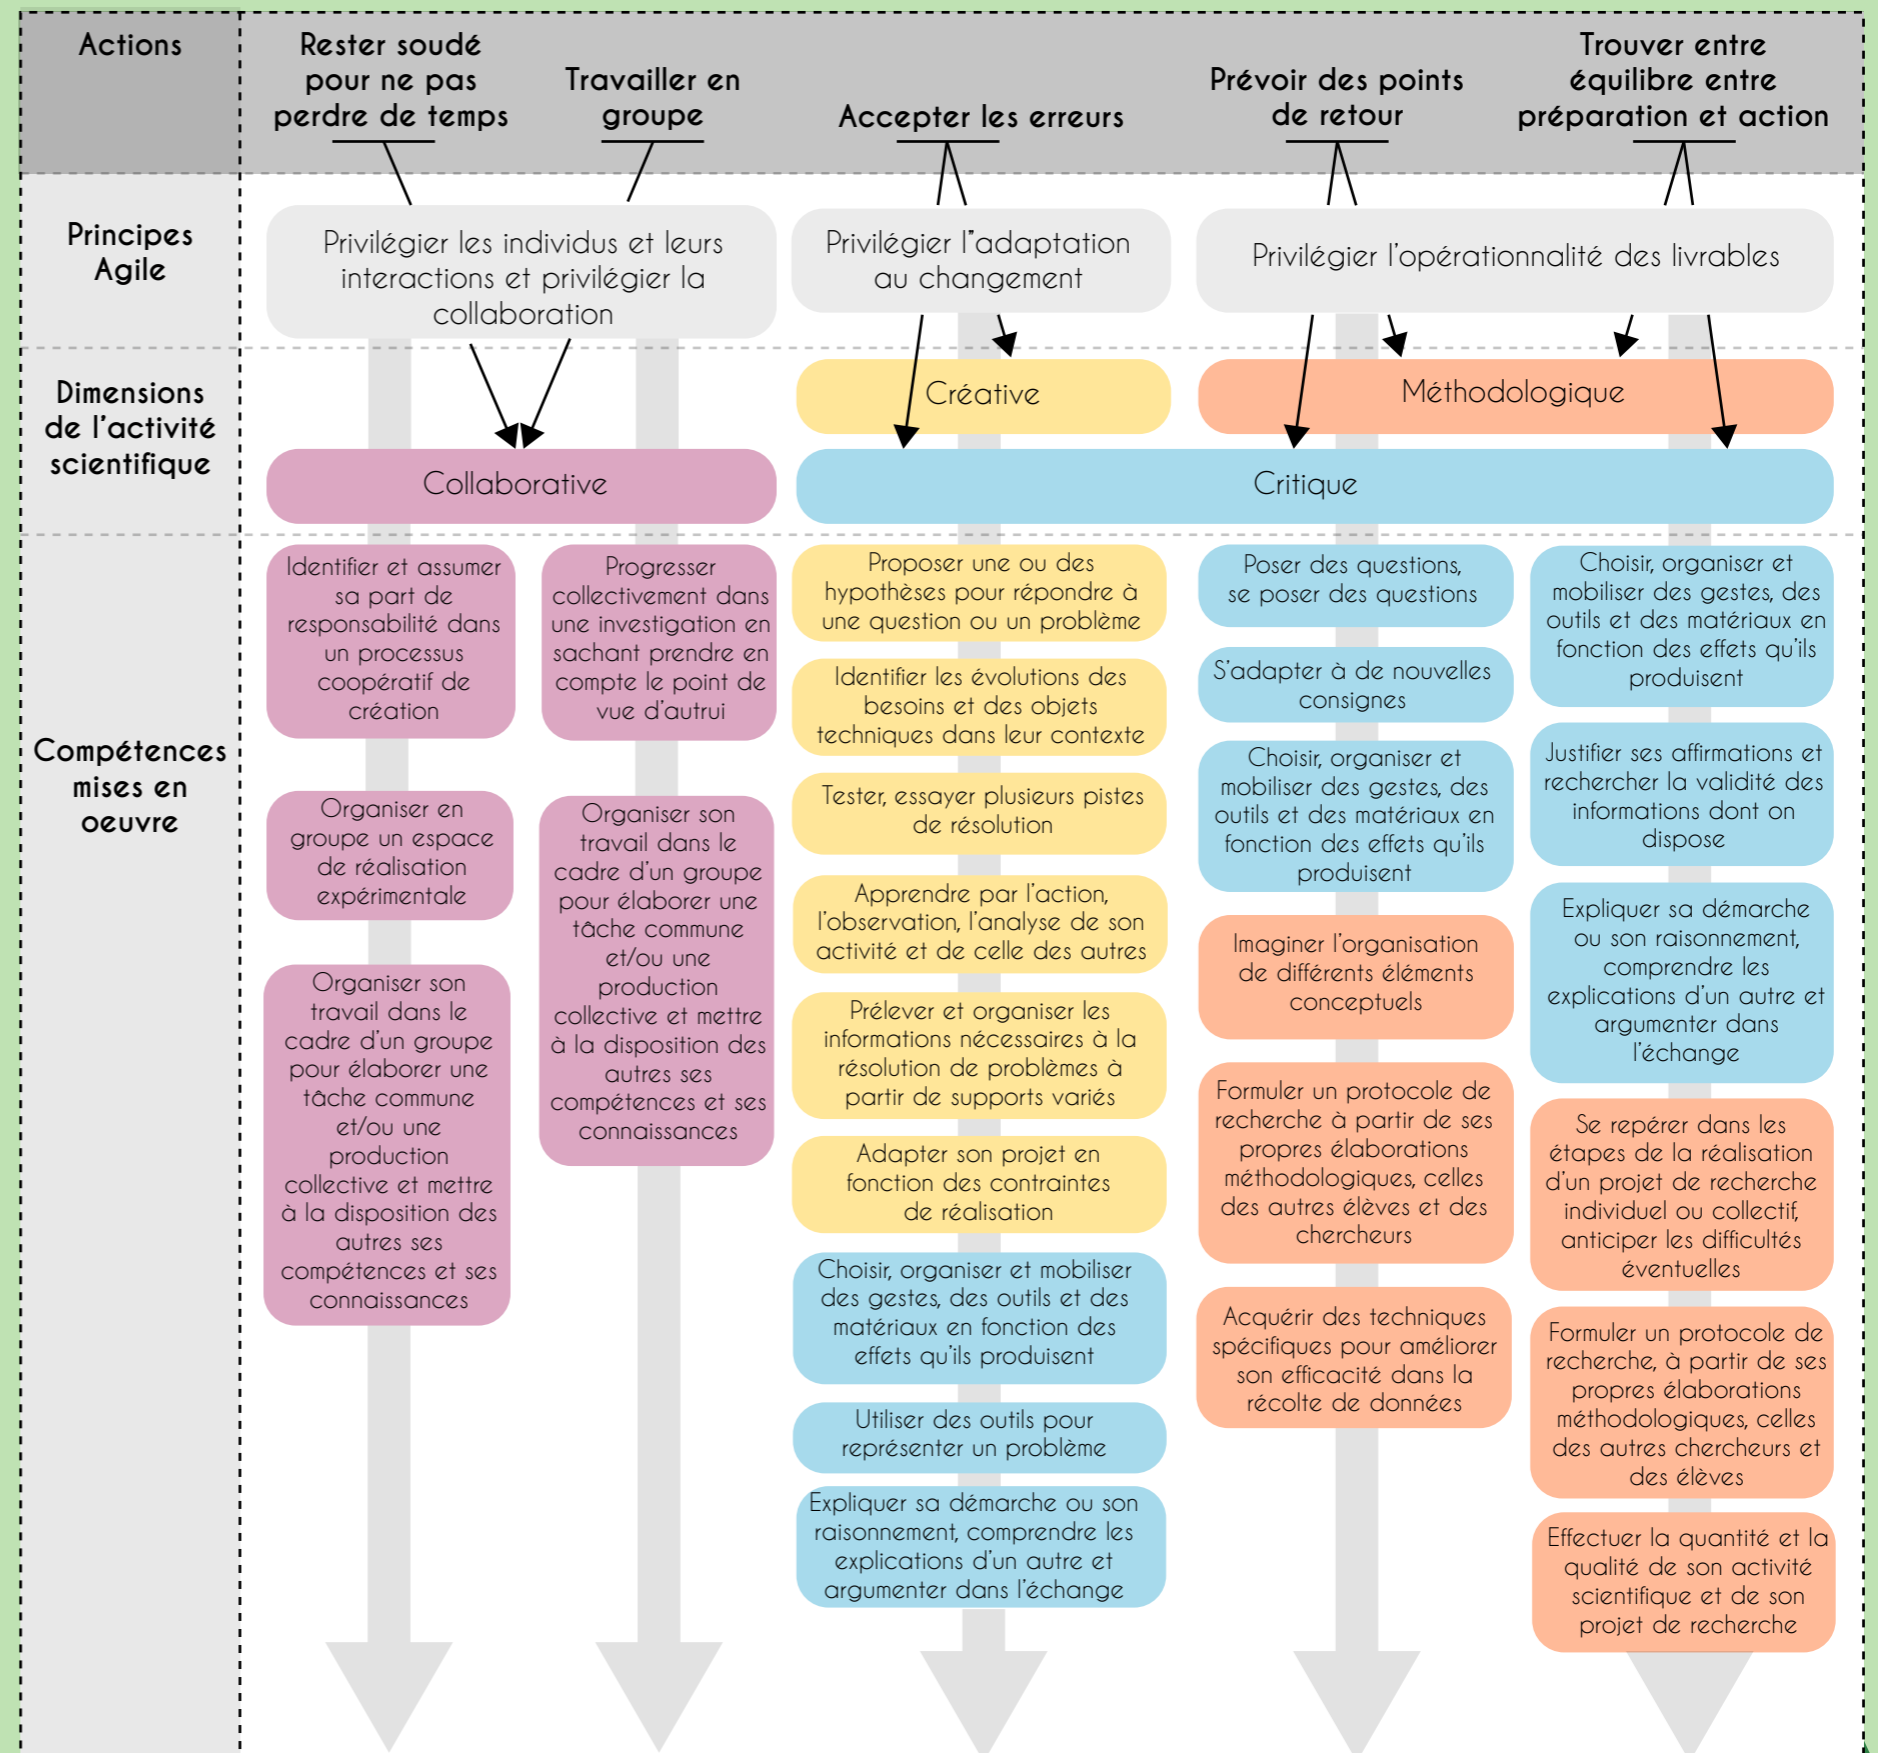 Actions
Rester soudé
pour ne pas
perdre de temps
Travailler en
groupe
Accepter les erreurs
Prévoir des points
de retour
Trouver entre
équilibre entre
préparation et action
Principes
Agile
Privilégier les individus et leurs
interactions et privilégier la
collaboration
Privilégier l'adaptation
au changement
Privilégier l'opérationnalité des livrables
Dimensions
de l'activité
scientifique
Créative
Méthodologique
Collaborative
Critique
Compétences
mises en
oeuvre
Identifier et assumer
sa part de
responsabilité dans
un processus
coopératif de
création
Organiser en
groupe un espace
de réalisation
expérimentale
Organiser son
travail dans le
cadre d'un groupe
pour élaborer une
tâche commune
et/ou une
production
collective et mettre
à la disposition des
autres ses
compétences et ses
connaissances
Progresser
collectivement dans
une investigation en
sachant prendre en
compte le point de
vue d'autrui
Organiser son
travail dans le
cadre d'un groupe
pour élaborer une
tâche commune
et/ou une
production
collective et mettre
à la disposition des
autres ses
compétences et ses
connaissances
Proposer une ou des
hypothèses pour répondre à
une question ou un problème
Identifier les évolutions des
besoins et des objets
techniques dans leur contexte
Tester, essayer plusieurs pistes
de résolution
Apprendre par l'action,
l'observation, l'analyse de son
activité et de celle des autres
Prélever et organiser les
informations nécessaires à la
résolution de problèmes à
partir de supports variés
Adapter son projet en
fonction des contraintes
de réalisation
Choisir, organiser et mobiliser
des gestes, des outils et des
matériaux en fonction des
effets qu'ils produisent
Utiliser des outils pour
représenter un problème
Expliquer sa démarche ou son
raisonnement, comprendre les
explications d'un autre et
argumenter dans l'échange
Poser des questions,
se poser des questions
S'adapter à de nouvelles
consignes
Choisir, organiser et
mobiliser des gestes, des
outils et des matériaux en
fonction des effets qu'ils
produisent
Imaginer l'organisation
de différents éléments
conceptuels
Formuler un protocole de
recherche à partir de ses
propres élaborations
méthodologiques, celles
des autres élèves et des
chercheurs
Acquérir des techniques
spécifiques pour améliorer
son efficacité dans la
récolte de données
Choisir, organiser et
mobiliser des gestes, des
outils et des matériaux en
fonction des effets qu'ils
produisent
Justifier ses affirmations et
rechercher la validité des
informations dont on
dispose
Expliquer sa démarche
ou son raisonnement,
comprendre les
explications d'un autre et
argumenter dans
l'échange
Se repérer dans les
étapes de la réalisation
d'un projet de recherche
individuel ou collectif,
anticiper les difficultés
éventuelles
Formuler un protocole de
recherche, à partir de ses
propres élaborations
méthodologiques, celles
des autres chercheurs et
des élèves
Effectuer la quantité et la
qualité de son activité
scientifique et de son
projet de recherche